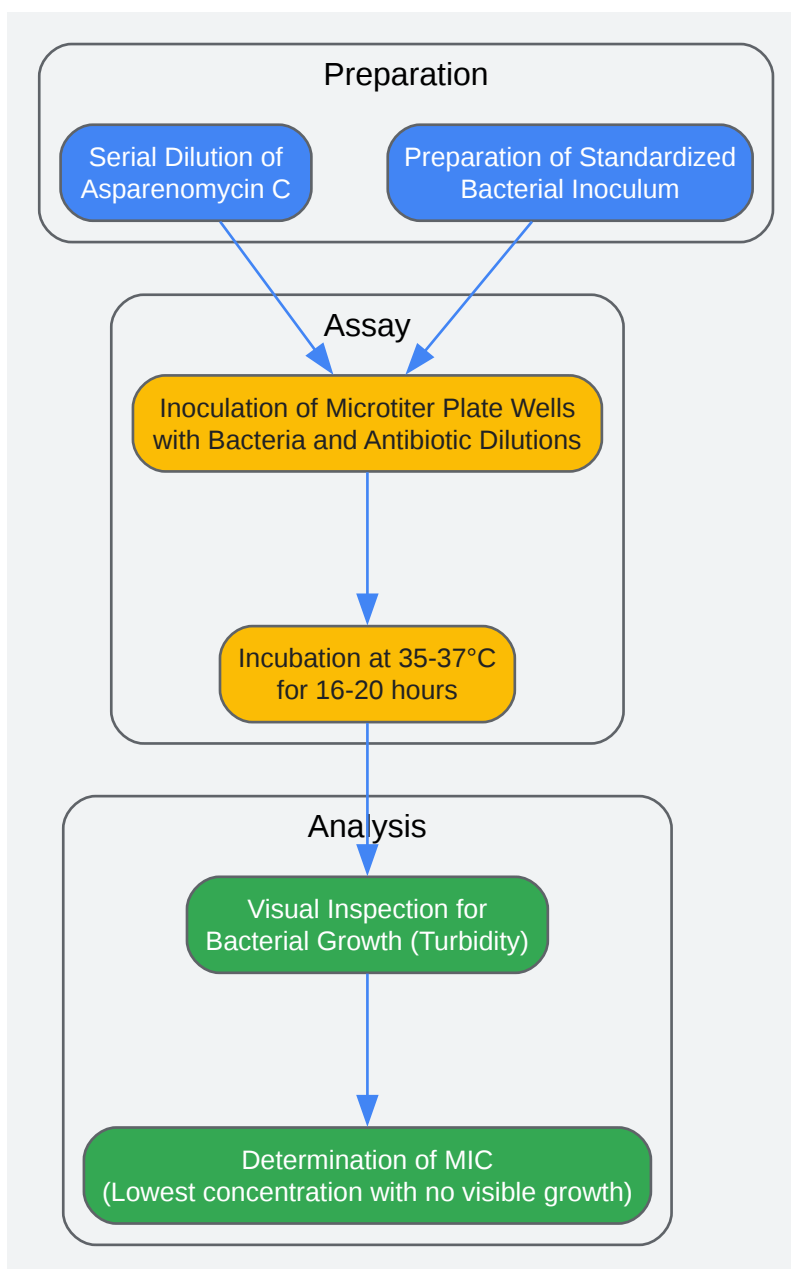 Preparation
Serial Dilution of
Asparenomycin C
Preparation of Standardized
Bacterial Inoculum
Assay
Inoculation of Microtiter Plate Wells
with Bacteria and Antibiotic Dilutions
Incubation at 35-37°C
for 16-20 hours
Analysis
Visual Inspection for
Bacterial Growth (Turbidity)
Determination of MIC
(Lowest concentration with no visible growth)